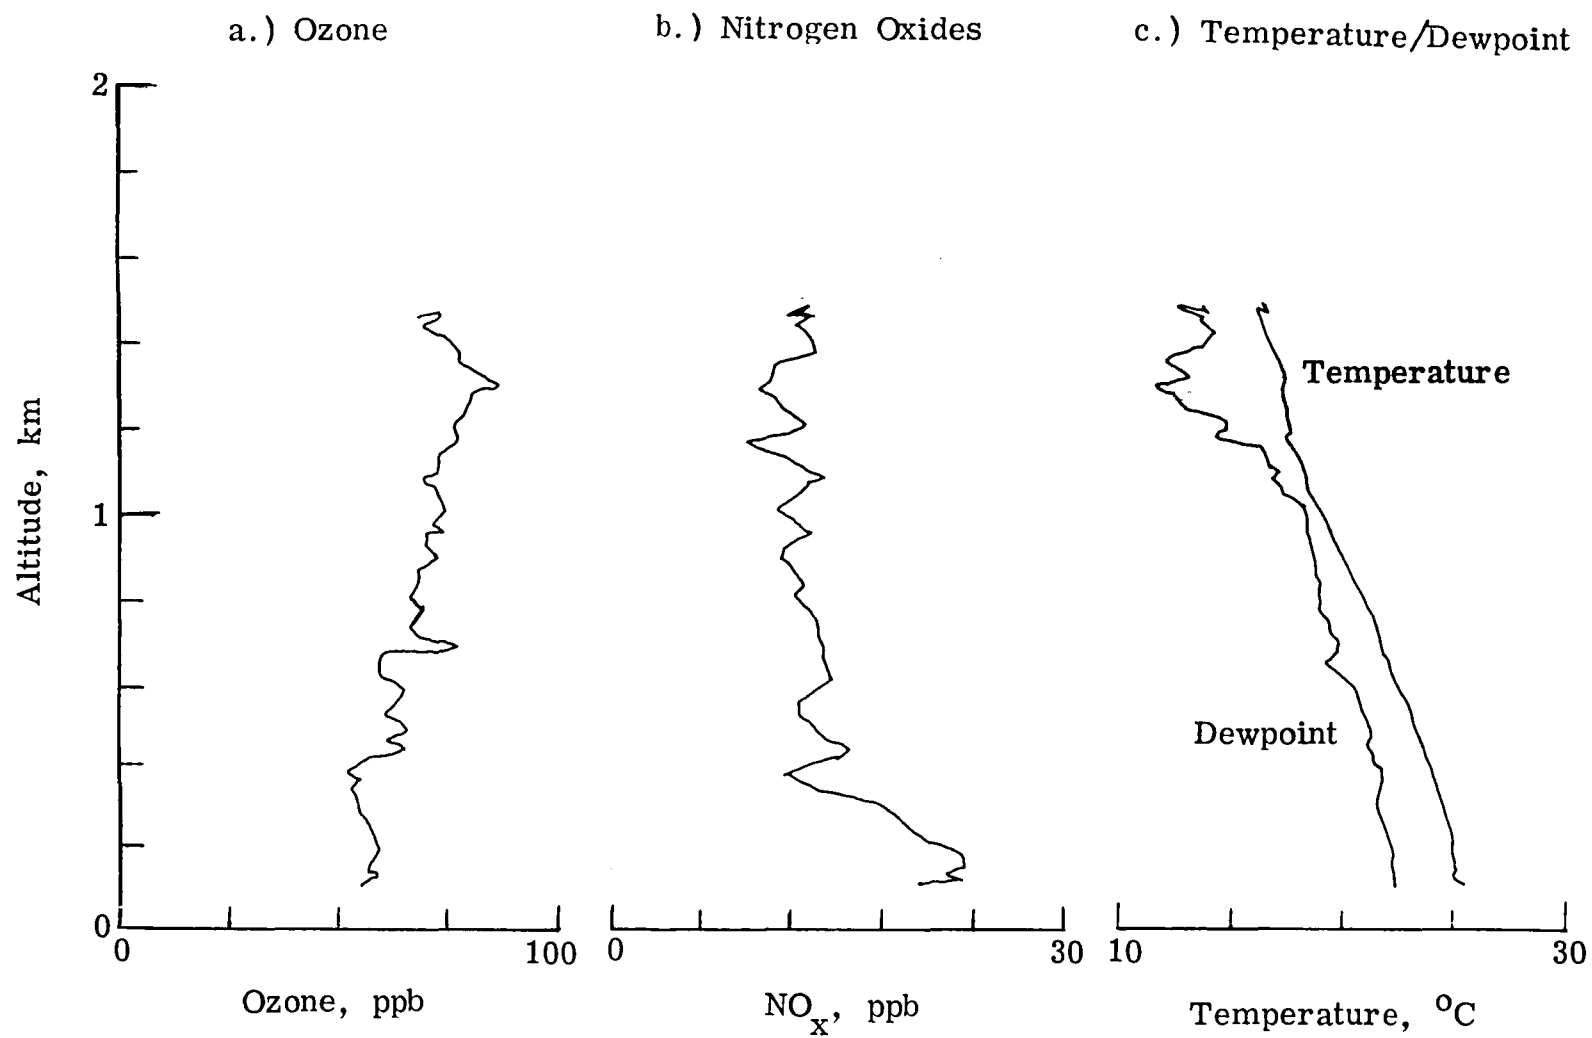 a.) Ozone
b.) Nitrogen Oxides
c.) Temperature/Dewpoint
2
1
0
Altitude, km
Temperature
Dewpoint
0 100
0 30
10 30
Ozone, ppb
NOx, ppb
Temperature, °C